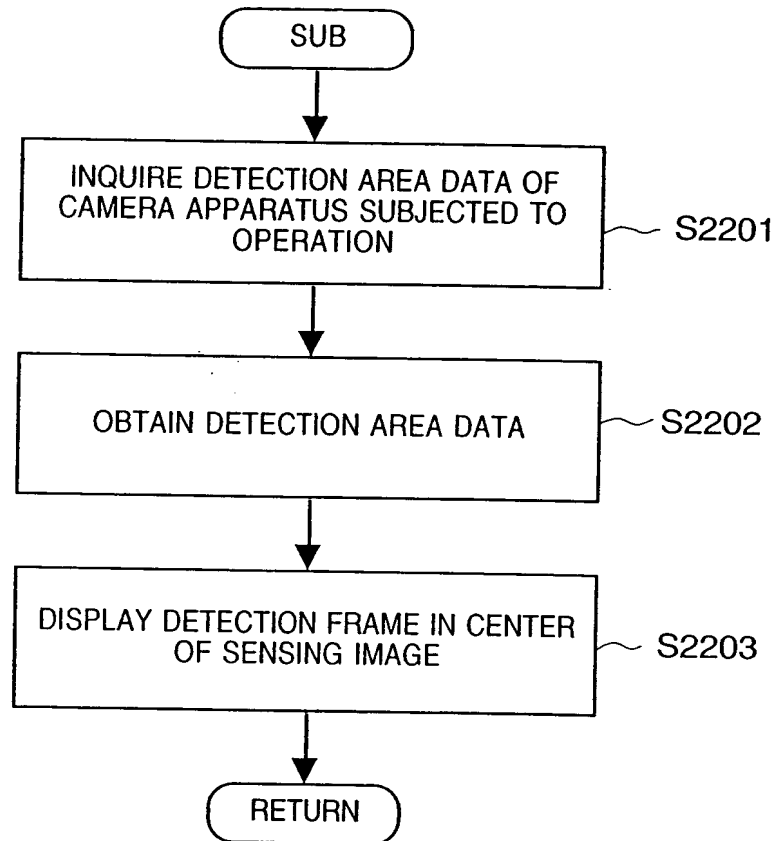 SUB
INQUIRE DETECTION AREA DATA OF
CAMERA APPARATUS SUBJECTED TO
OPERATION
S2201
OBTAIN DETECTION AREA DATA
S2202
DISPLAY DETECTION FRAME IN CENTER
OF SENSING IMAGE
S2203
RETURN